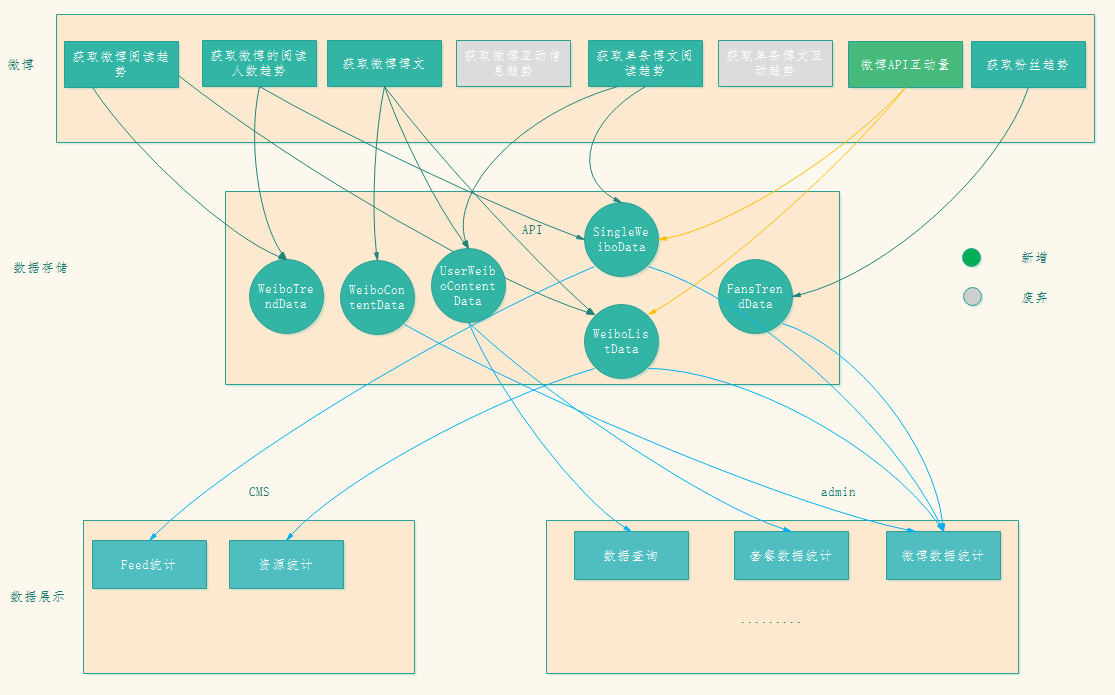 微博
获取微博阅读趋
势
获取微博的阅读
人数趋势
获取微博博文
获取微博互动信
息趋势
获取单条博文阅
读趋势
获取单条博文互
动趋势
微博API互动量
获取粉丝趋势
数据存储
API
WeiboTre
ndData
WeiboCon
tentData
UserWeib
oContent
Data
SingleWe
iboData
WeiboLis
tData
FansTren
dData
新增
废弃
CMS
admin
数据展示
Feed统计
资源统计
数据查询
套餐数据统计
微博数据统计
.........